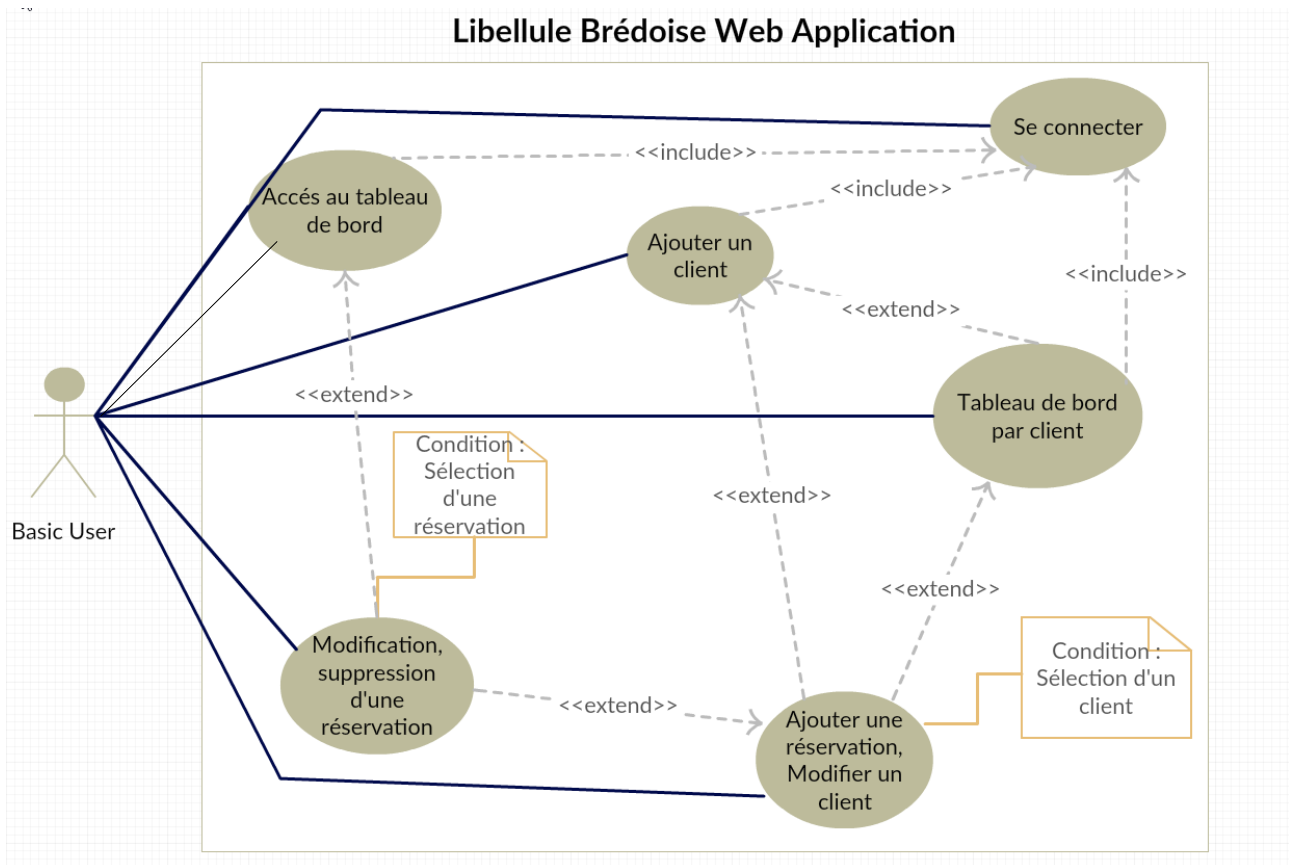 Libellule Brédoise Web Application
Se connecter
<<include>>
Accés au tableau
de bord
<<include>>
Ajouter un
client
<<include>>
<<extend>>
<<extend>>
Tableau de bord
par client
Condition :
Sélection
d'une
réservation
<<extend>>
Basic User
<<extend>>
Modification,
suppression
d'une
réservation
Condition :
Sélection d'un
client
<<extend>>
Ajouter une
réservation,
Modifier un
client